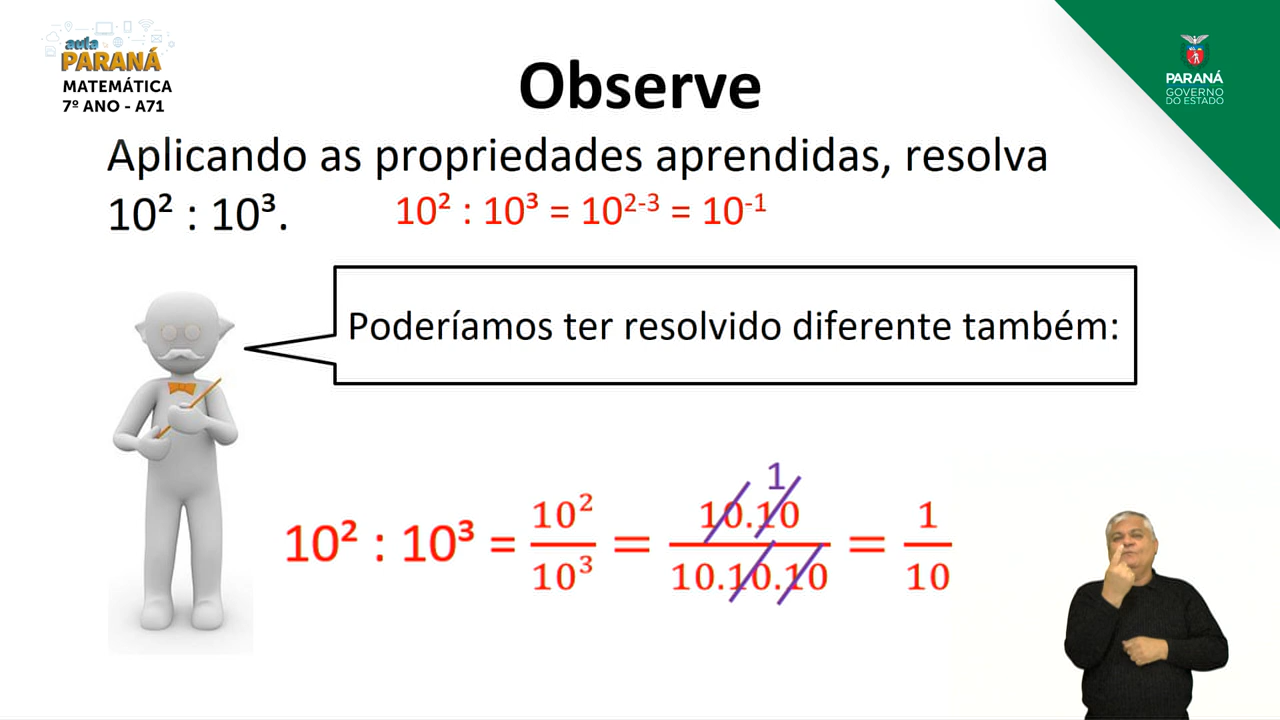 aula
PARANÁ
MATEMÁTICA
7º ANO - A71
PARANÁ
GOVERNO
DO ESTADO
Observe
Aplicando as propriedades aprendidas, resolva
10² : 10³. 10² : 10³ = 10²⁻³ = 10⁻¹
Poderíamos ter resolvido diferente também:
10² : 10³ = 10²/10³ = 10.10/10.10.10 = 1/10
1